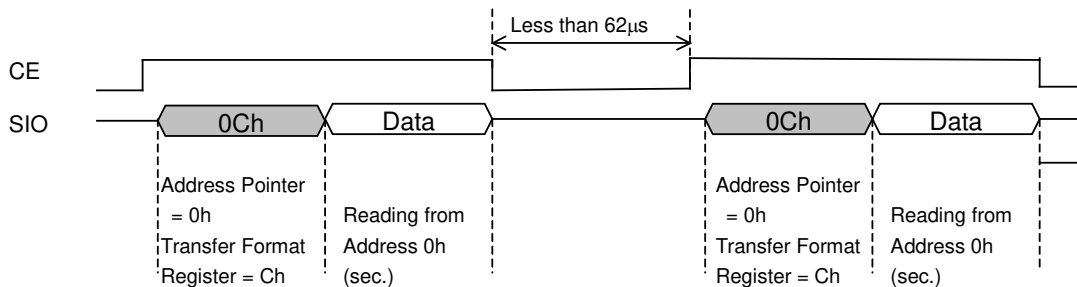 Less than 62μs
CE
SIO
0Ch Data 0Ch Data
Address Pointer
= 0h
Transfer Format
Register = Ch
Reading from
Address 0h
(sec.)
Address Pointer
= 0h
Transfer Format
Register = Ch
Reading from
Address 0h
(sec.)